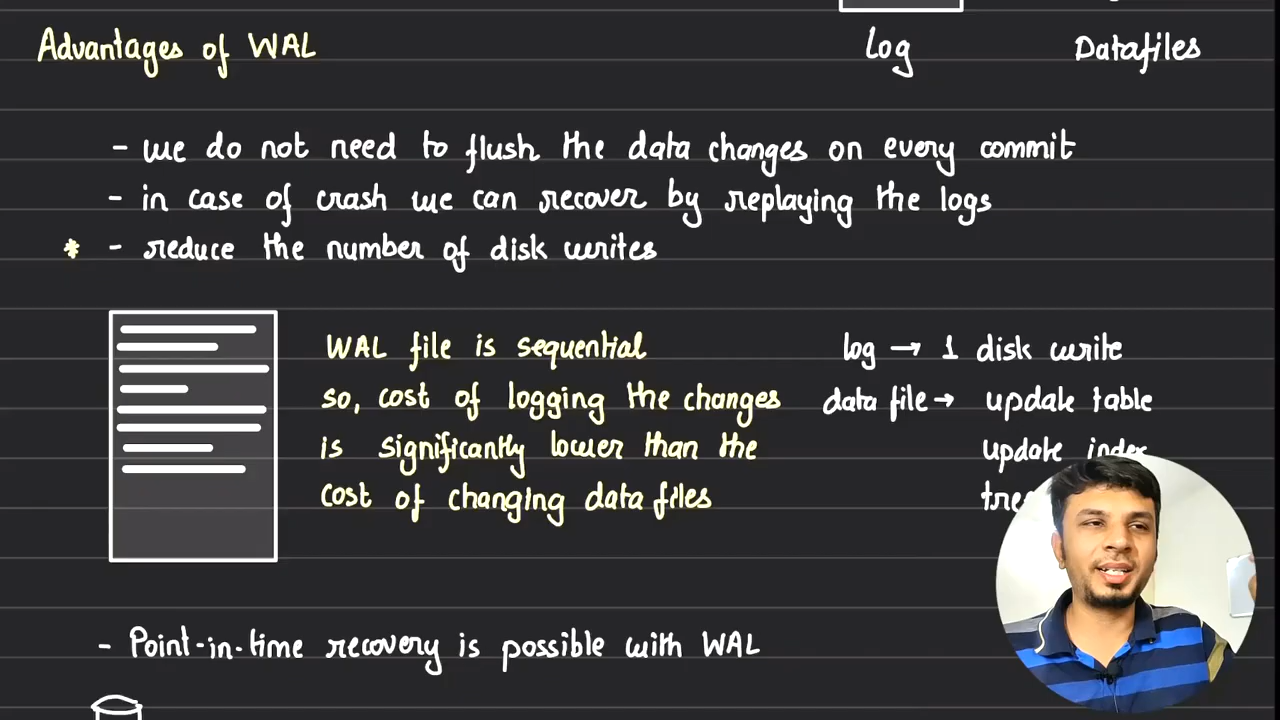 Advantages of WAL
log
Datafiles
- we do not need to flush the data changes on every commit
- in case of crash we can recover by replaying the logs
* - reduce the number of disk writes
WAL file is sequential
so, cost of logging the changes
is significantly lower than the
cost of changing data files
log → 1 disk write
data file → update table
update index
- Point-in-time recovery is possible with WAL